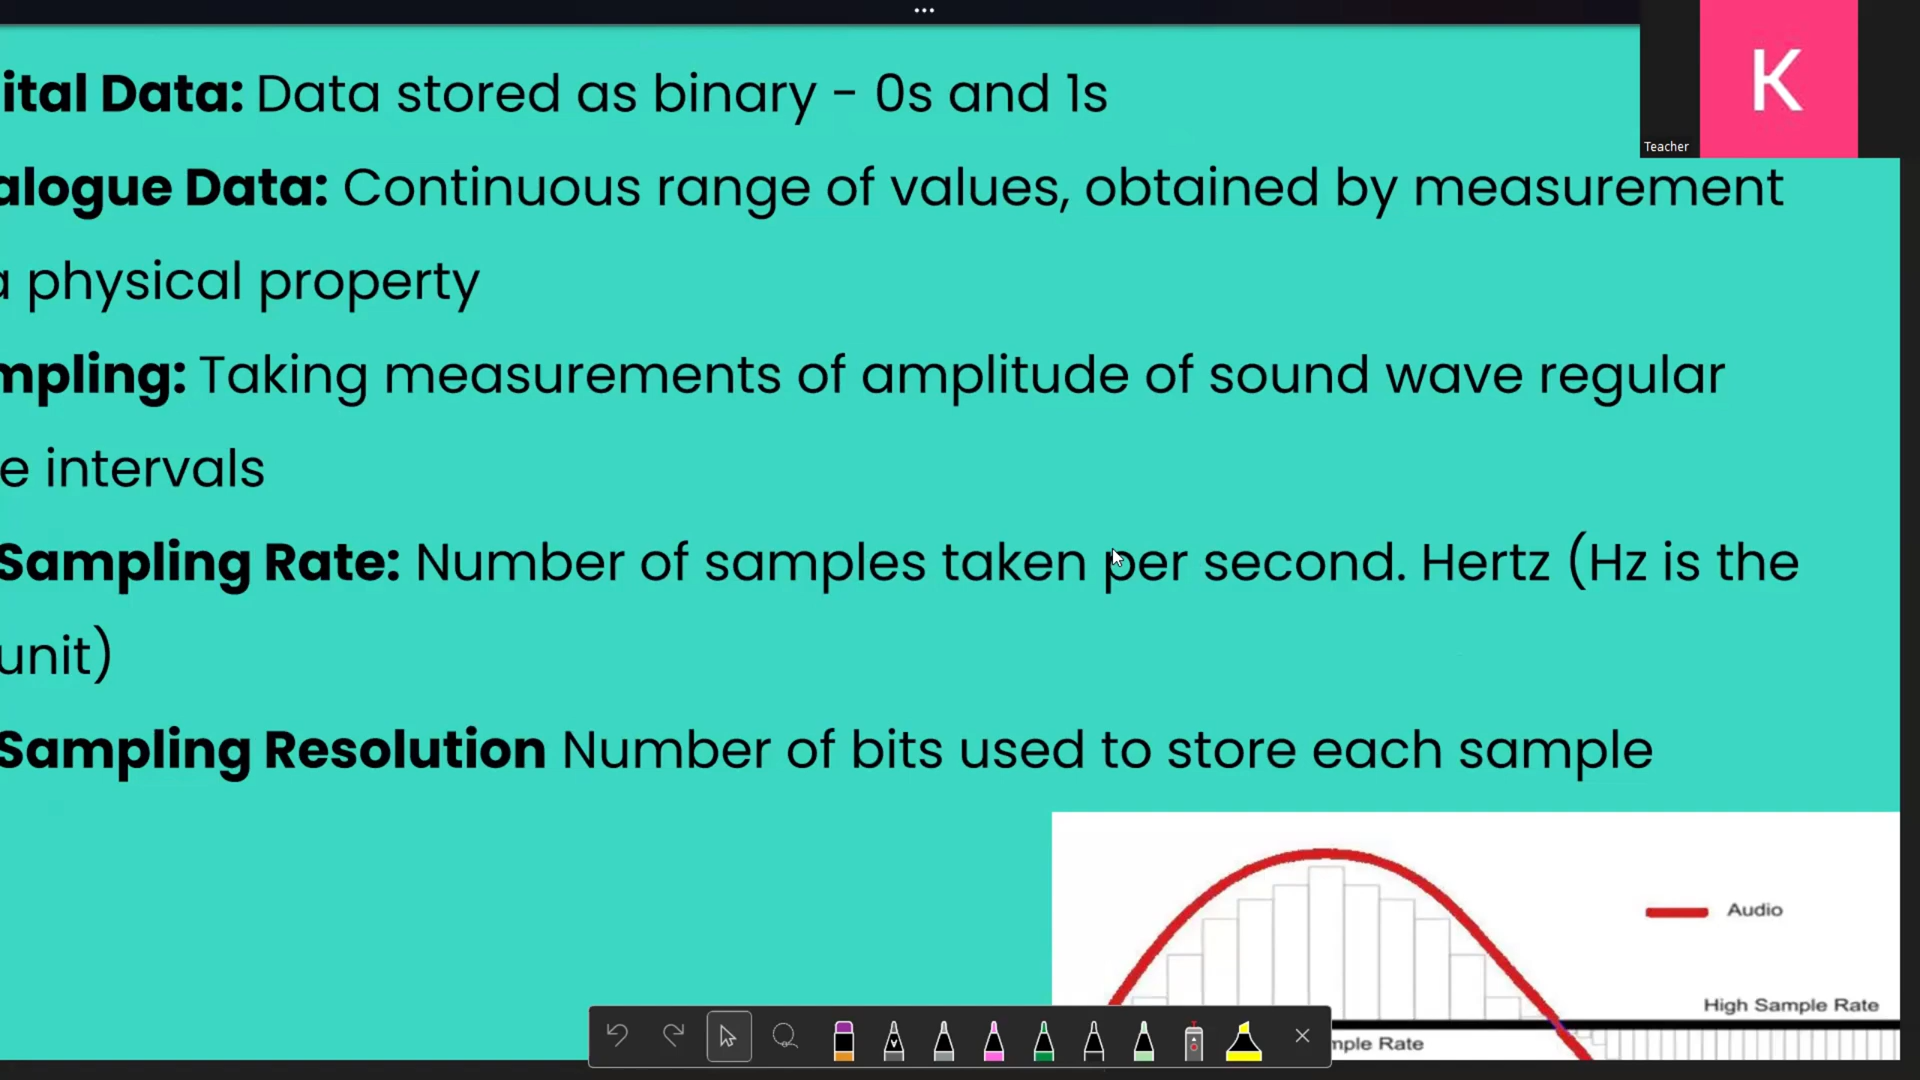 ital Data: Data stored as binary - 0s and 1s
K
Teacher
alogue Data: Continuous range of values, obtained by measurement
a physical property
mpling: Taking measurements of amplitude of sound wave regular
e intervals
Sampling Rate: Number of samples taken per second. Hertz (Hz is the
unit)
Sampling Resolution Number of bits used to store each sample
Audio
High Sample Rate
mple Rate